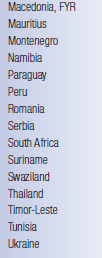 Macedonia, FYR
Mauritius
Montenegro
Namibia
Paraguay
Peru
Romania
Serbia
South Africa
Suriname
Swaziland
Thailand
Timor-Leste
Tunisia
Ukraine